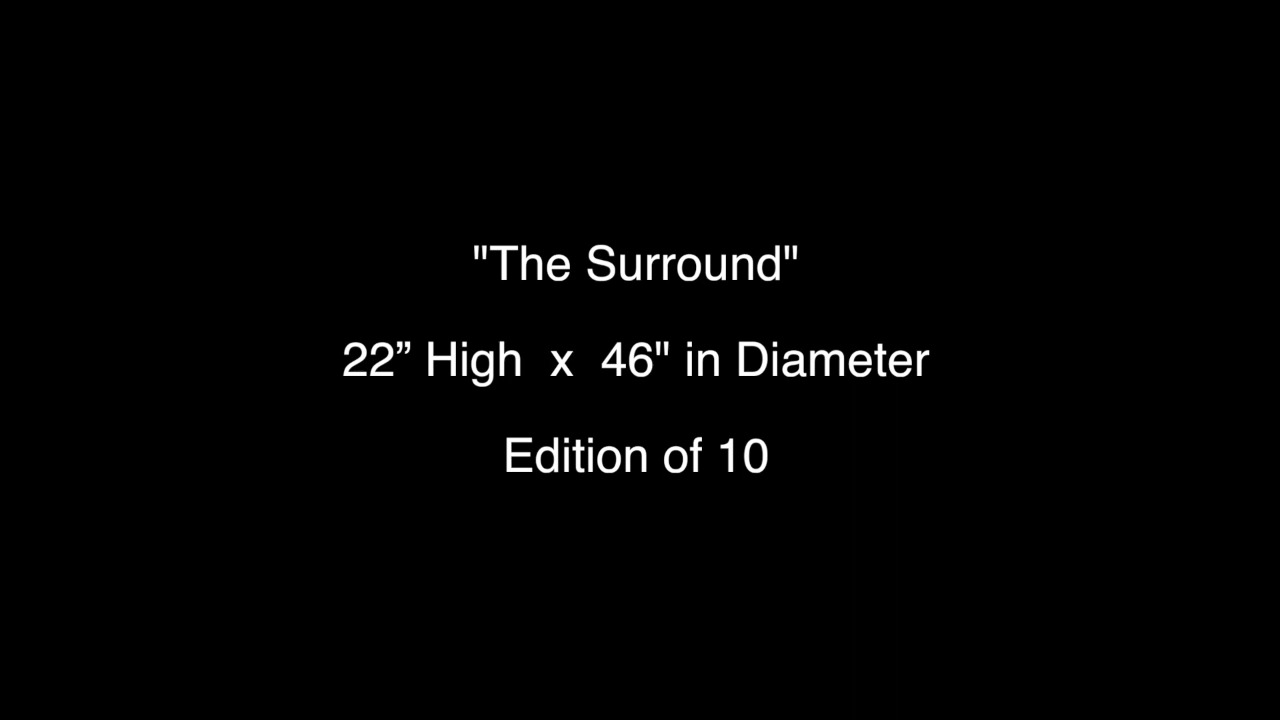 "The Surround"
22” High x 46" in Diameter
Edition of 10